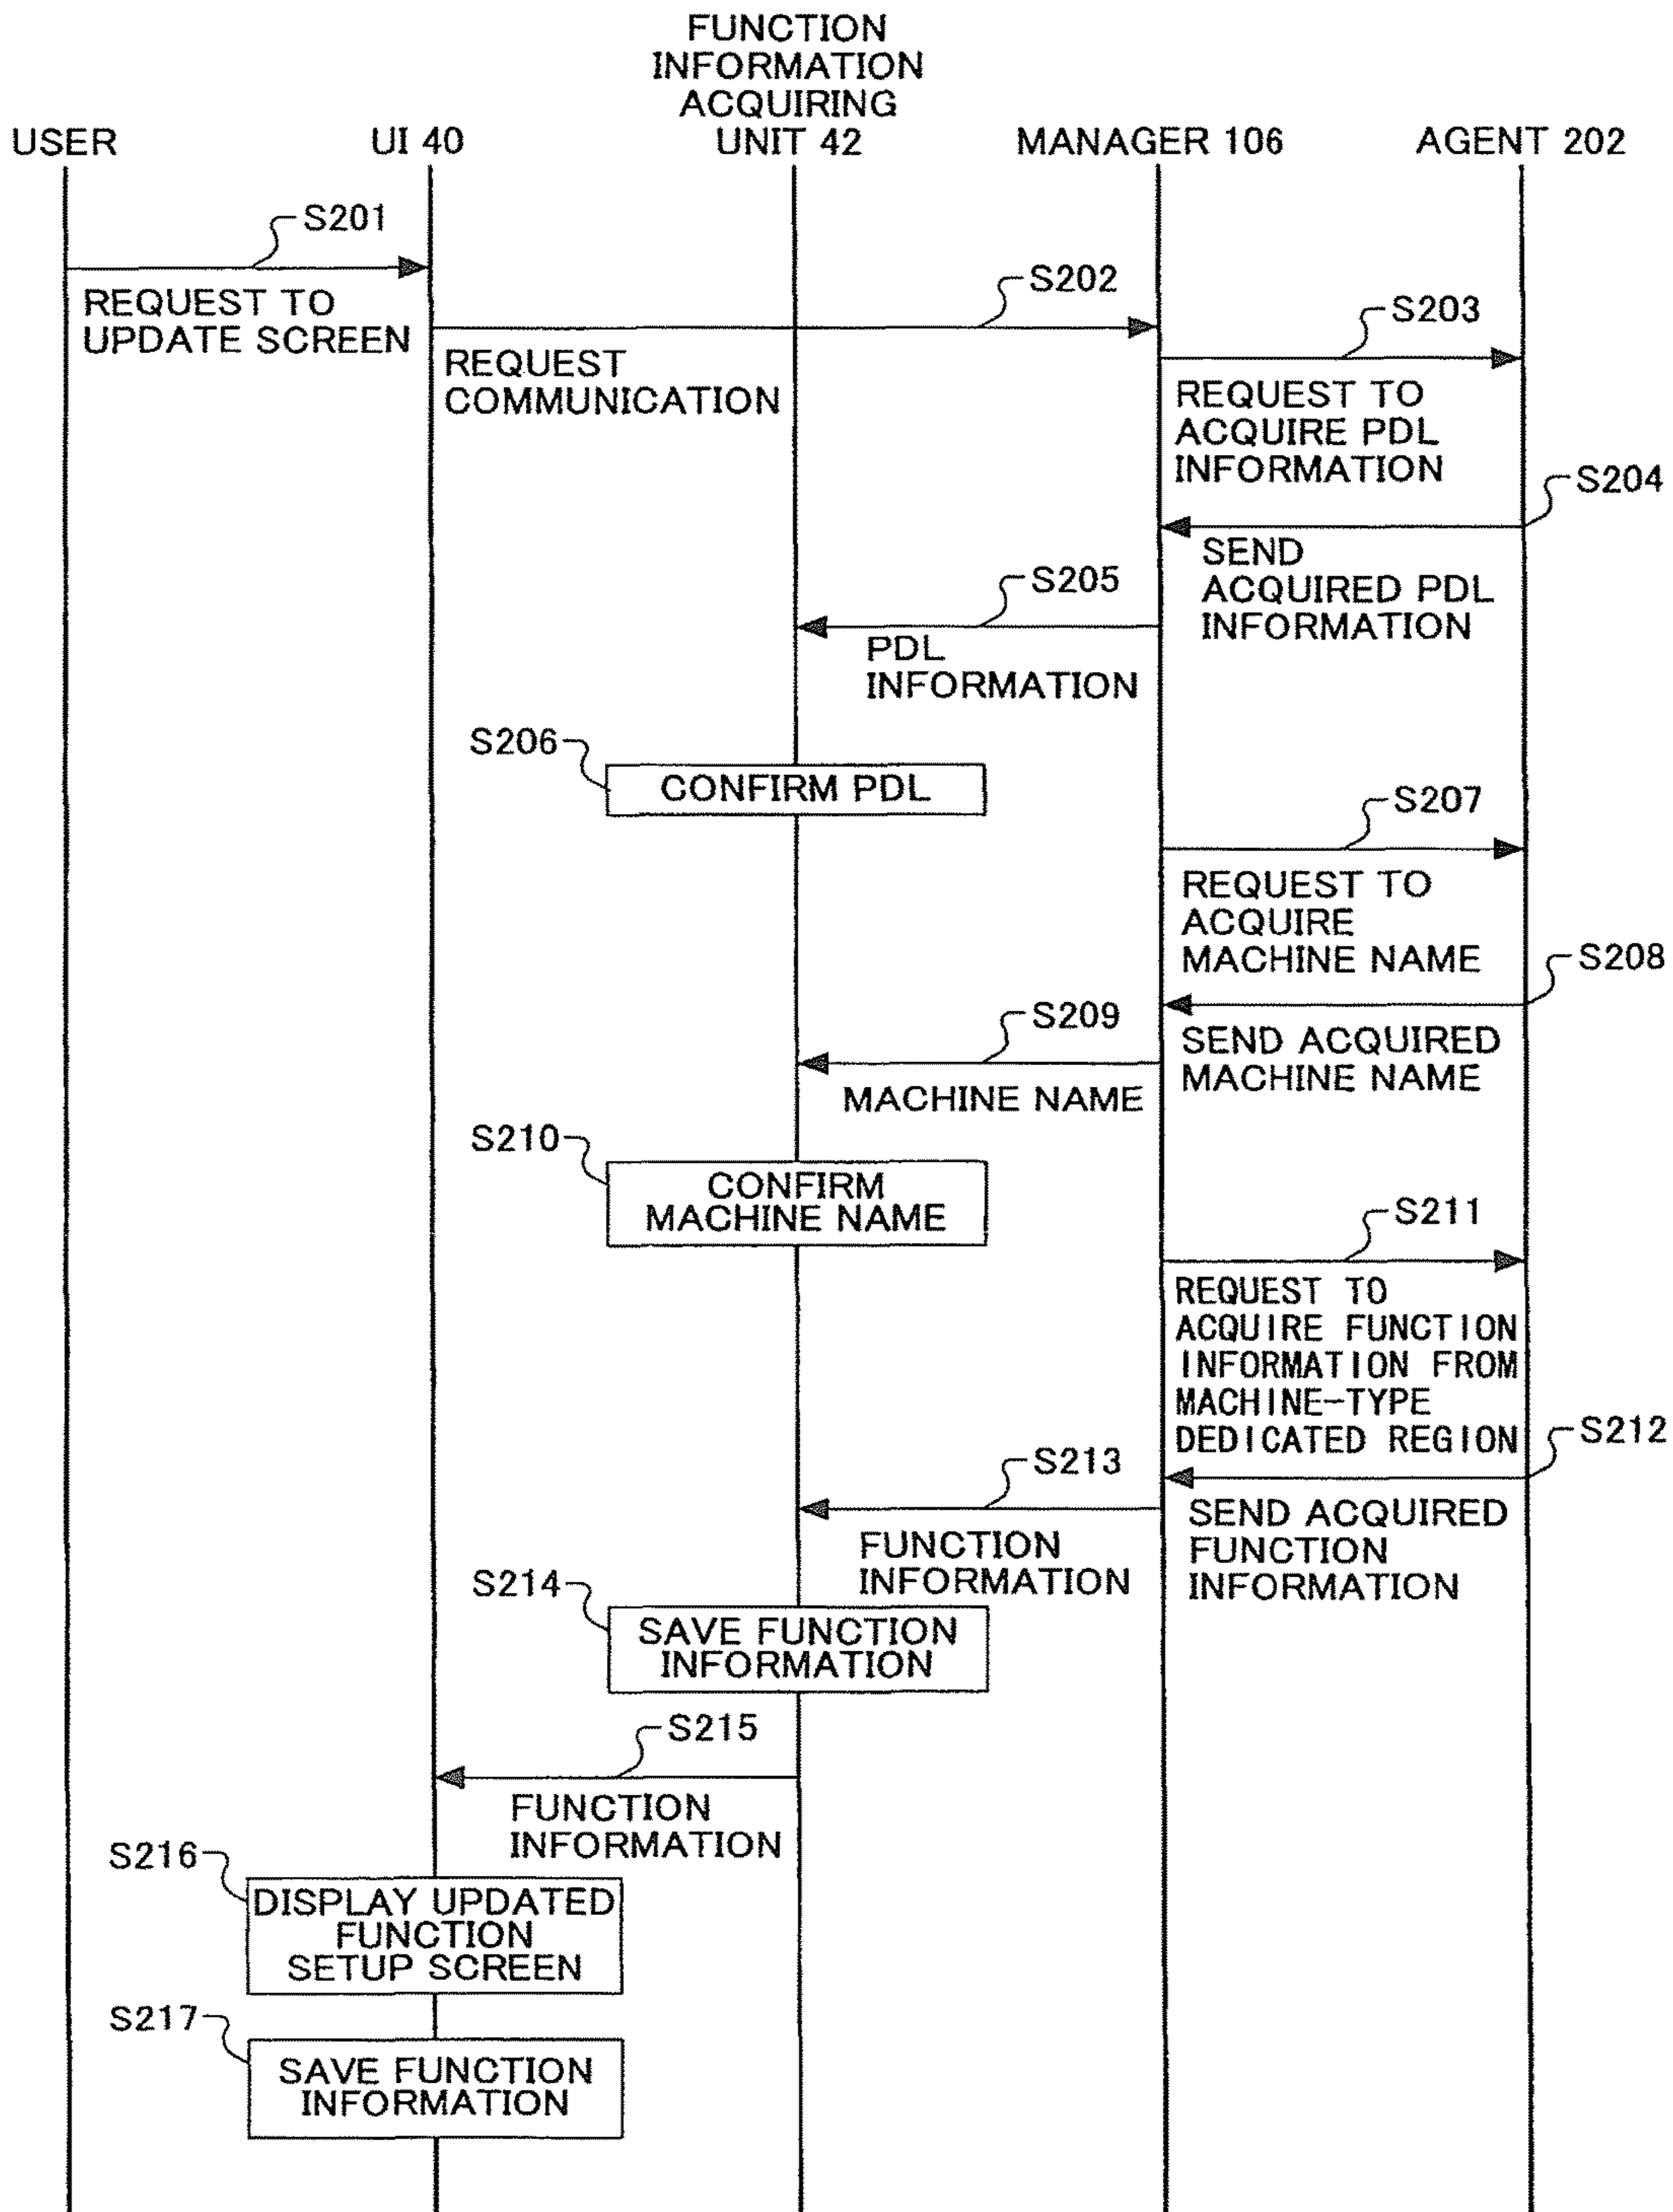 FUNCTION
INFORMATION
ACQUIRING
USER
UI 40
UNIT 42
MANAGER 106
AGENT 202
S201
REQUEST TO
UPDATE SCREEN
S202
REQUEST
COMMUNICATION
S203
REQUEST TO
ACQUIRE PDL
INFORMATION
S204
SEND
ACQUIRED PDL
INFORMATION
S205
PDL
INFORMATION
S206
CONFIRM PDL
S207
REQUEST TO
ACQUIRE
MACHINE NAME
S208
SEND ACQUIRED
MACHINE NAME
S209
MACHINE NAME
S210
CONFIRM
MACHINE NAME
S211
REQUEST TO
ACQUIRE FUNCTION
INFORMATION FROM
MACHINE-TYPE
DEDICATED REGION
S212
SEND ACQUIRED
FUNCTION
INFORMATION
S213
FUNCTION
INFORMATION
S214
SAVE FUNCTION
INFORMATION
S215
FUNCTION
INFORMATION
S216
DISPLAY UPDATED
FUNCTION
SETUP SCREEN
S217
SAVE FUNCTION
INFORMATION